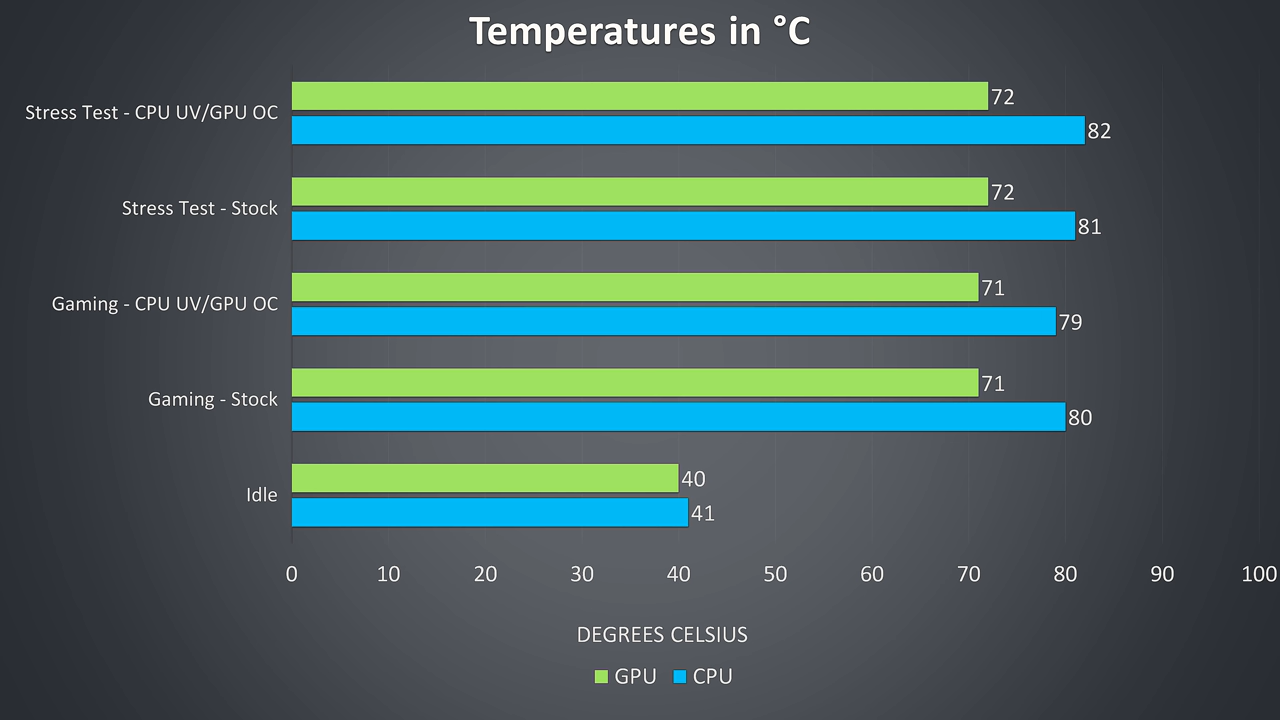 Temperatures in °C
Stress Test - CPU UV/GPU OC
72
82
Stress Test - Stock
72
81
Gaming - CPU UV/GPU OC
71
79
Gaming - Stock
71
80
Idle
40
41
0 10 20 30 40 50 60 70 80 90 100
DEGREES CELSIUS
GPU CPU